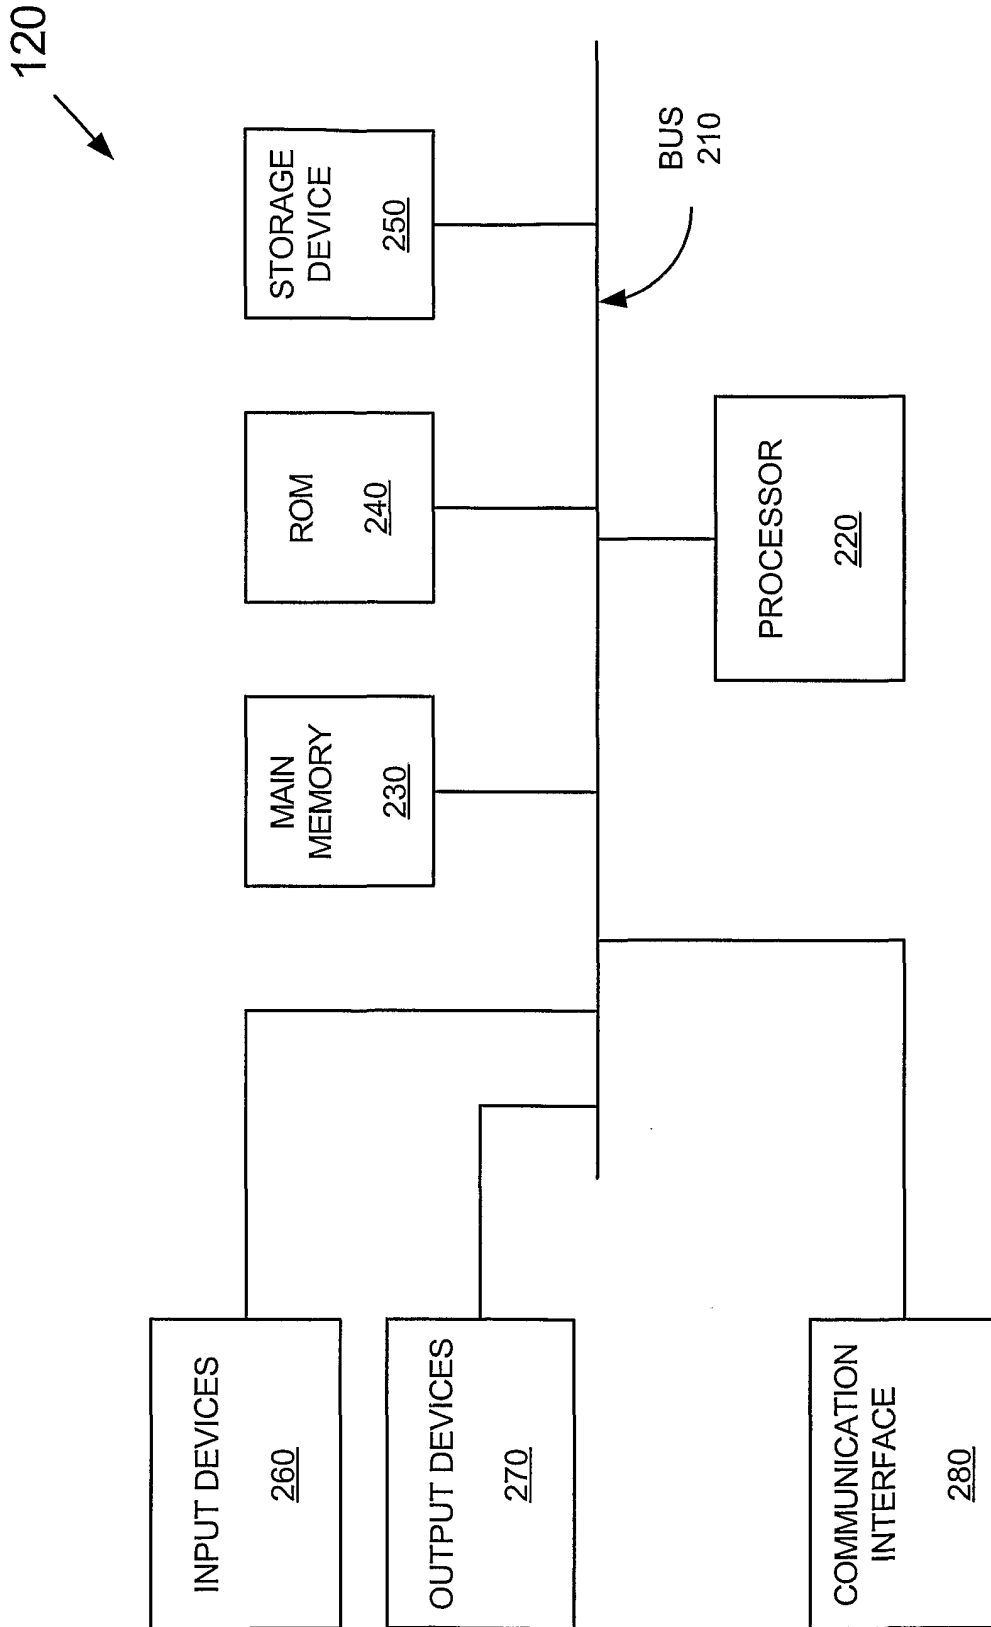 120
MAIN
MEMORY
230
ROM
240
STORAGE
DEVICE
250
INPUT DEVICES
260
OUTPUT DEVICES
270
BUS
210
PROCESSOR
220
COMMUNICATION
INTERFACE
280